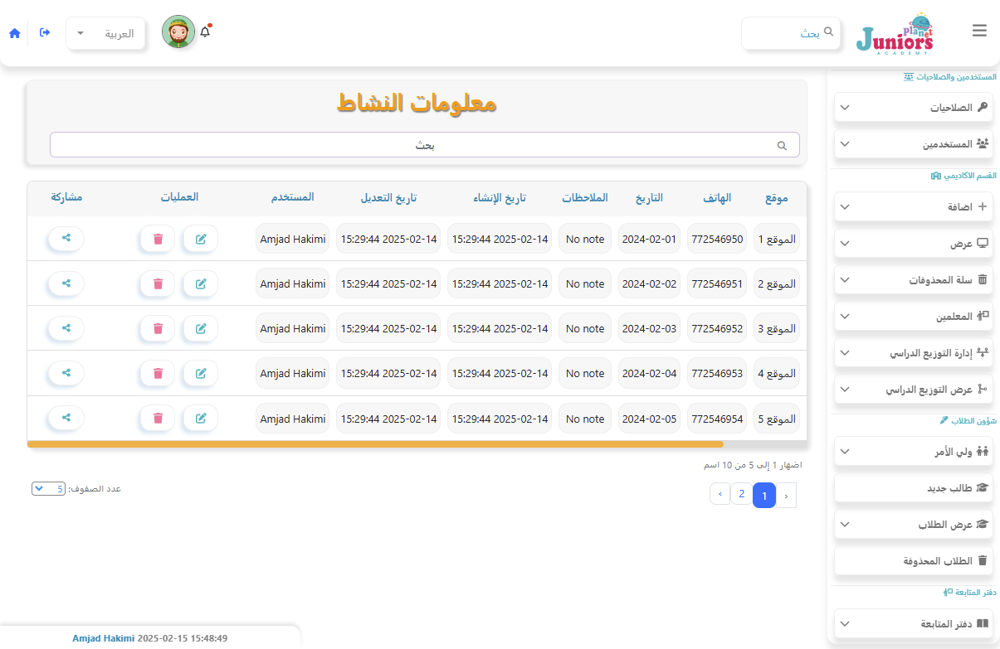 Juniors
planet
ACADEMY
بحث
العربية
المستخدمين والصلاحيات
الصلاحيات
المستخدمين
القسم الاكاديمي
اضافة
عرض
سلة المحذوفات
المعلمين
إدارة التوزيع الدراسي
عرض التوزيع الدراسي
شؤون الطلاب
ولي الأمر
طالب جديد
عرض الطلاب
الطلاب المحذوفة
دفتر المتابعة
دفتر المتابعة
معلومات النشاط
بحث
موقع الهاتف التاريخ الملاحظات تاريخ الإنشاء تاريخ التعديل المستخدم العمليات مشاركة
الموقع 1 772546950 2024-02-01 No note 2025-02-14 15:29:44 2025-02-14 15:29:44 Amjad Hakimi
الموقع 2 772546951 2024-02-02 No note 2025-02-14 15:29:44 2025-02-14 15:29:44 Amjad Hakimi
الموقع 3 772546952 2024-02-03 No note 2025-02-14 15:29:44 2025-02-14 15:29:44 Amjad Hakimi
الموقع 4 772546953 2024-02-04 No note 2025-02-14 15:29:44 2025-02-14 15:29:44 Amjad Hakimi
الموقع 5 772546954 2024-02-05 No note 2025-02-14 15:29:44 2025-02-14 15:29:44 Amjad Hakimi
اضهار 1 إلى 5 من 10 اسم
‹ 1 2 ›
عدد الصفوف: 5
Amjad Hakimi 2025-02-15 15:48:49